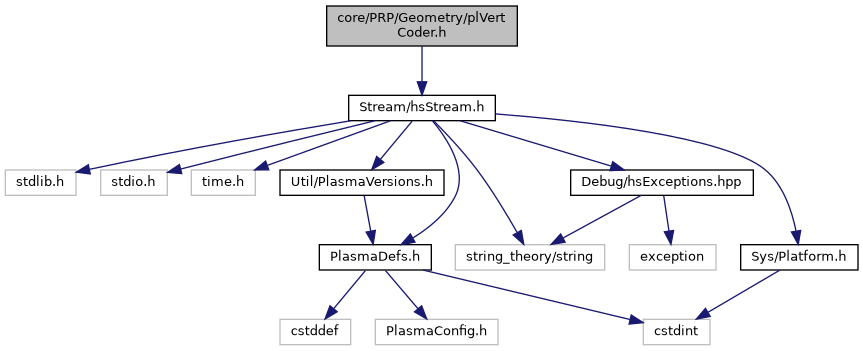 core/PRP/Geometry/plVert
Coder.h
Stream/hsStream.h
stdlib.h
stdio.h
time.h
Util/PlasmaVersions.h
Debug/hsExceptions.hpp
PlasmaDefs.h
string_theory/string
exception
Sys/Platform.h
cstddef
PlasmaConfig.h
cstdint